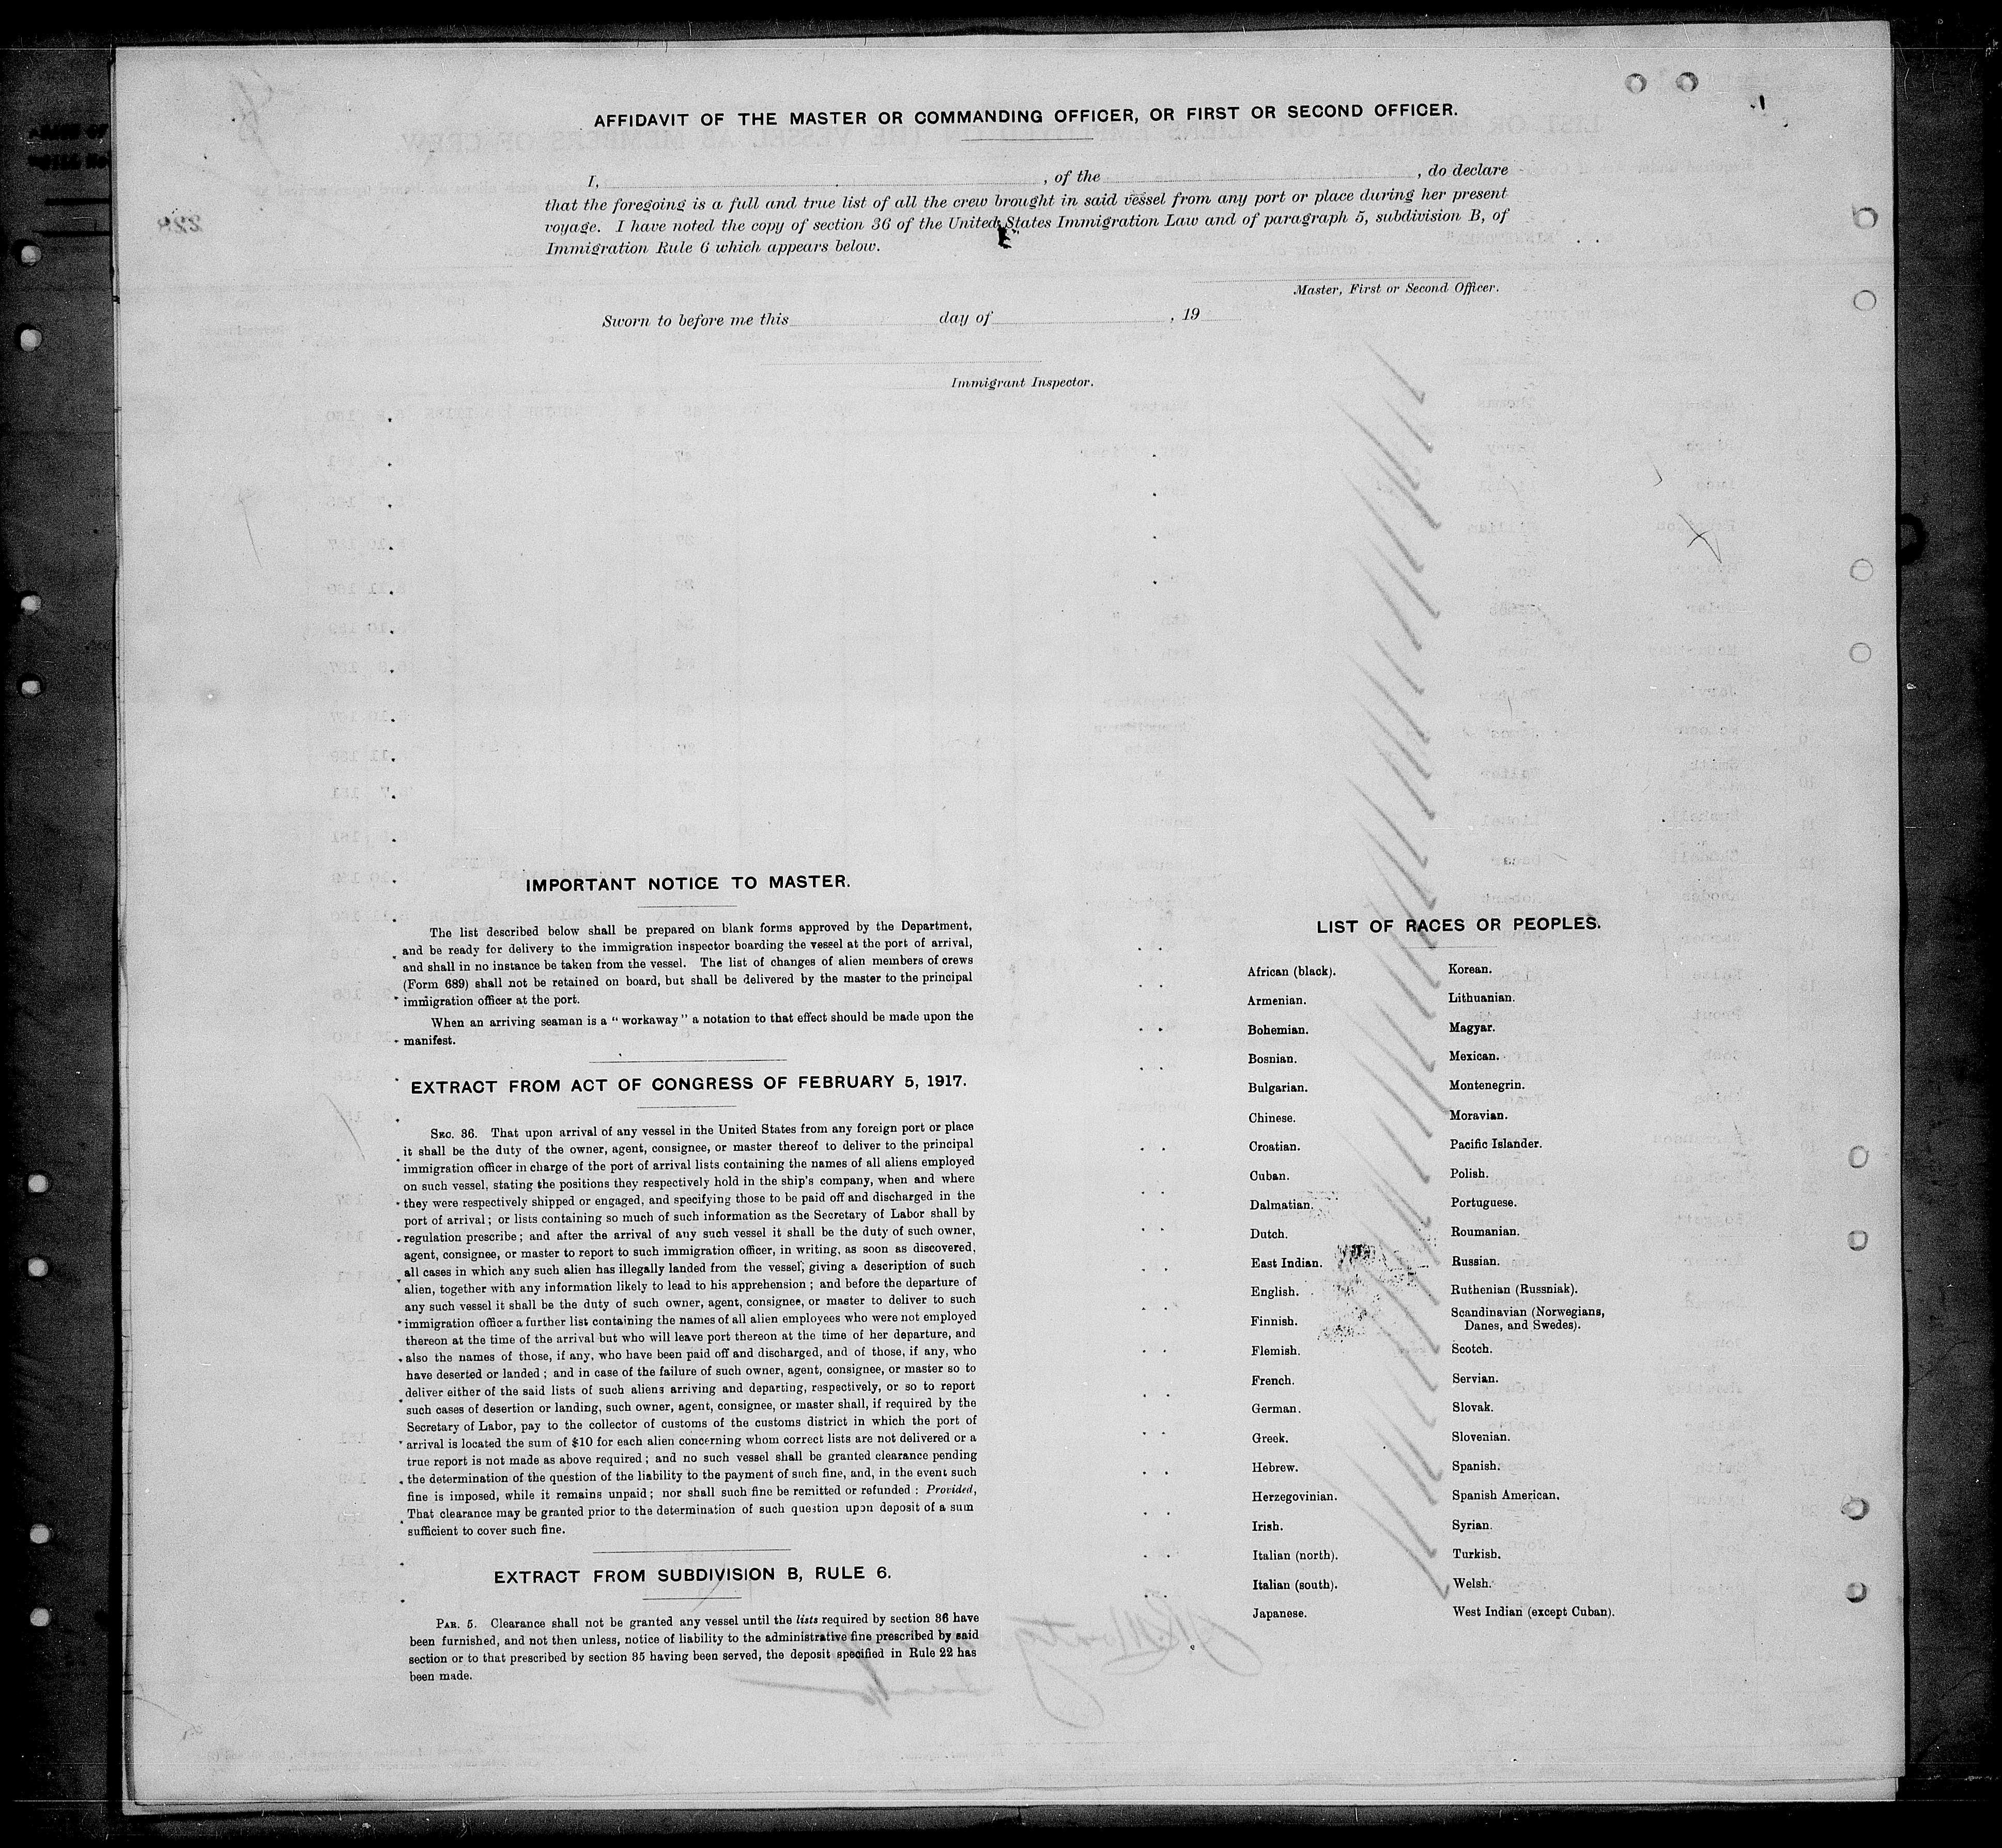 AFFIDAVIT OF THE MASTER OR COMMANDING OFFICER, OR FIRST OR SECOND OFFICER.
I, , of the , do declare
that the foregoing is a full and true list of all the crew brought in said vessel from any port or place during her present
voyage. I have noted the copy of section 36 of the United States Immigration Law and of paragraph 5, subdivision B, of
Immigration Rule 6 which appears below.
Master, First or Second Officer.
Sworn to before me this day of , 19
Immigrant Inspector.
IMPORTANT NOTICE TO MASTER.
The list described below shall be prepared on blank forms approved by the Department,
and be ready for delivery to the immigration inspector boarding the vessel at the port of arrival,
and shall in no instance be taken from the vessel. The list of changes of alien members of crews
(Form 689) shall not be retained on board, but shall be delivered by the master to the principal
immigration officer at the port.
When an arriving seaman is a "workaway" a notation to that effect should be made upon the
manifest.
EXTRACT FROM ACT OF CONGRESS OF FEBRUARY 5, 1917.
SEC. 36. That upon arrival of any vessel in the United States from any foreign port or place
it shall be the duty of the owner, agent, consignee, or master thereof to deliver to the principal
immigration officer in charge of the port of arrival lists containing the names of all aliens employed
on such vessel, stating the positions they respectively hold in the ship's company, when and where
they were respectively shipped or engaged, and specifying those to be paid off and discharged in the
port of arrival; or lists containing so much of such information as the Secretary of Labor shall by
regulation prescribe; and after the arrival of any such vessel it shall be the duty of such owner,
agent, consignee, or master to report to such immigration officer, in writing, as soon as discovered,
all cases in which any such alien has illegally landed from the vessel, giving a description of such
alien, together with any information likely to lead to his apprehension; and before the departure of
any such vessel it shall be the duty of such owner, agent, consignee, or master to deliver to such
immigration officer a further list containing the names of all alien employees who were not employed
thereon at the time of the arrival but who will leave port thereon at the time of her departure, and
also the names of those, if any, who have been paid off and discharged, and of those, if any, who
have deserted or landed; and in case of the failure of such owner, agent, consignee, or master so to
deliver either of the said lists of such aliens arriving and departing, respectively, or so to report
such cases of desertion or landing, such owner, agent, consignee, or master shall, if required by the
Secretary of Labor, pay to the collector of customs of the customs district in which the port of
arrival is located the sum of $10 for each alien concerning whom correct lists are not delivered or a
true report is not made as above required; and no such vessel shall be granted clearance pending
the determination of the question of the liability to the payment of such fine, and, in the event such
fine is imposed, while it remains unpaid; nor shall such fine be remitted or refunded: Provided,
That clearance may be granted prior to the determination of such question upon deposit of a sum
sufficient to cover such fine.
EXTRACT FROM SUBDIVISION B, RULE 6.
PAR. 5. Clearance shall not be granted any vessel until the lists required by section 36 have
been furnished, and not then unless, notice of liability to the administrative fine prescribed by said
section or to that prescribed by section 35 having been served, the deposit specified in Rule 22 has
been made.
LIST OF RACES OR PEOPLES.
African (black).
Armenian.
Bohemian.
Bosnian.
Bulgarian.
Chinese.
Croatian.
Cuban.
Dalmatian.
Dutch.
East Indian.
English.
Finnish.
Flemish.
French.
German.
Greek.
Hebrew.
Herzegovinian.
Irish.
Italian (north).
Italian (south).
Japanese.
Korean.
Lithuanian.
Magyar.
Mexican.
Montenegrin.
Moravian.
Pacific Islander.
Polish.
Portuguese.
Roumanian.
Russian.
Ruthenian (Russniak).
Scandinavian (Norwegians,
Danes, and Swedes).
Scotch.
Servian.
Slovak.
Slovenian.
Spanish.
Spanish American.
Syrian.
Turkish.
Welsh.
West Indian (except Cuban).